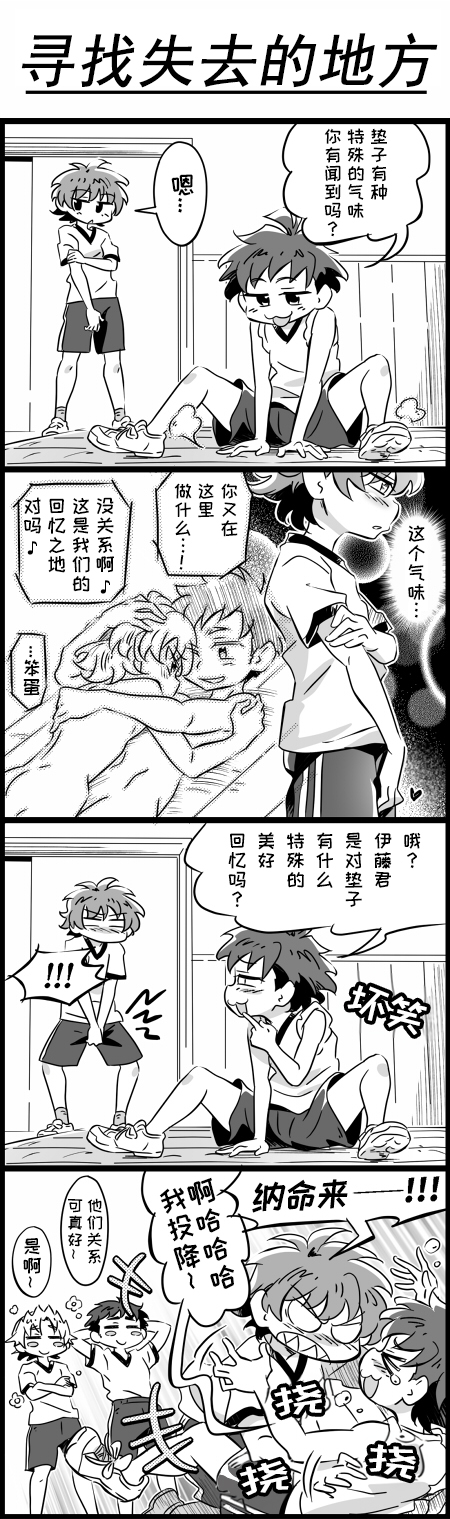 寻找失去的地方
垫子有种
特殊的气味
你有闻到吗?
嗯…
这个气味…
你又在
这里
做什么…!
没关系啊♪
这是我们的
回忆之地
对吗♪
…笨蛋
哦?
伊藤君
是对垫子
有什么
特殊的
美好
回忆吗?
!!!
坏笑
纳命来——!!!
啊哈哈哈
我投降~
他们关系
可真好~
是啊~
挠
挠
挠